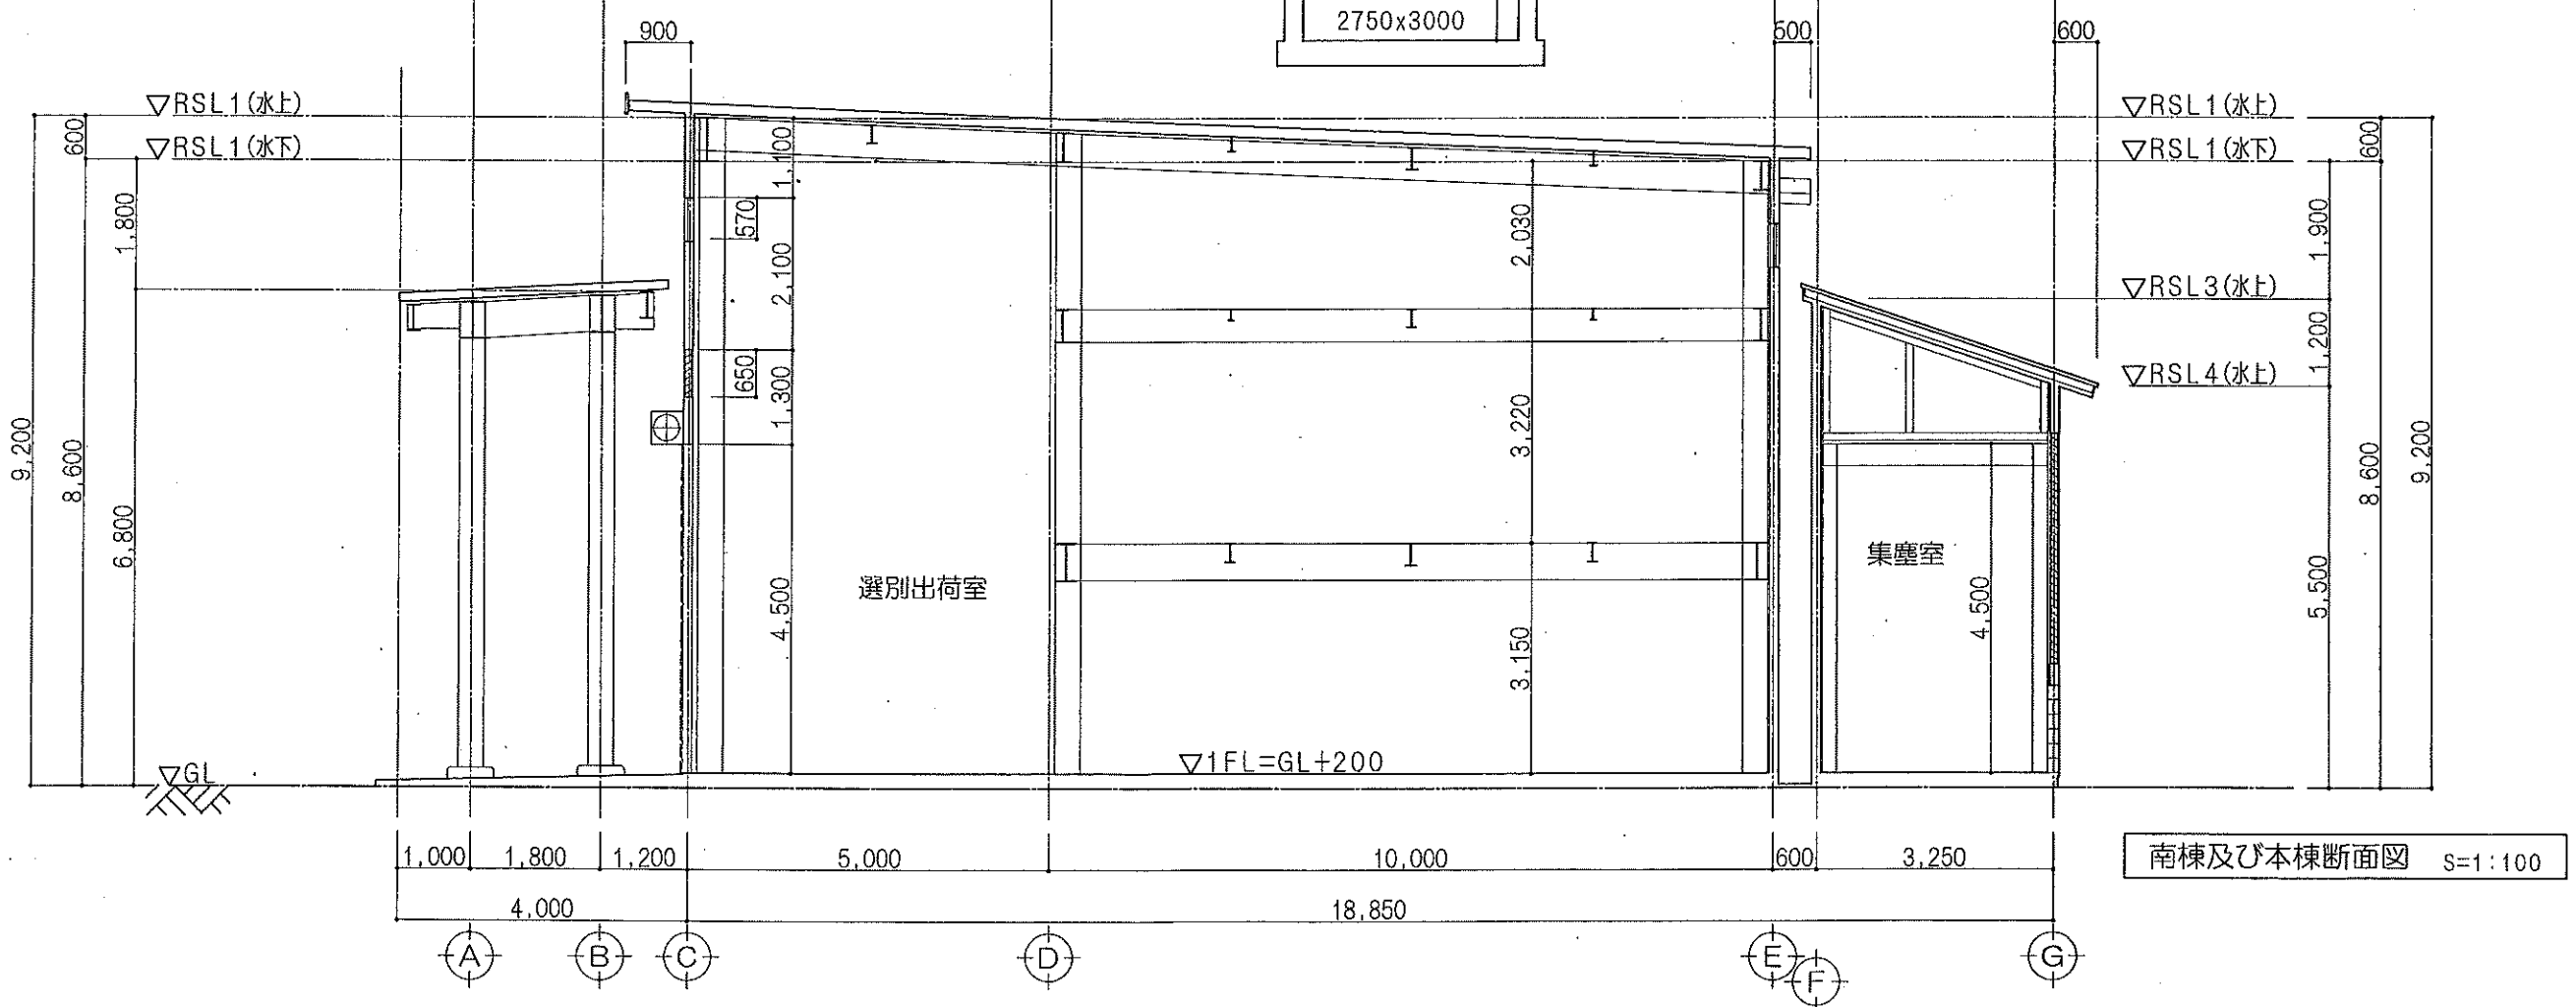 2750x3000
900
500
600
▽RSL1(水上)
▽RSL1(水上)
600
600
▽RSL1(水下)
▽RSL1(水下)
1,100
1,800
570
2,030
1,900
2,100
▽RSL3(水上)
1,200
650
1,300
▽RSL4(水上)
9,200
8,600
3,220
8,600
9,200
6,800
選別出荷室
集塵室
4,500
4,500
5,500
3,150
▽GL
▽1FL=GL+200
1,000
1,800
1,200
5,000
10,000
600
3,250
南棟及び本棟断面図 S=1:100
4,000
18,850
A
B
C
D
E
F
G